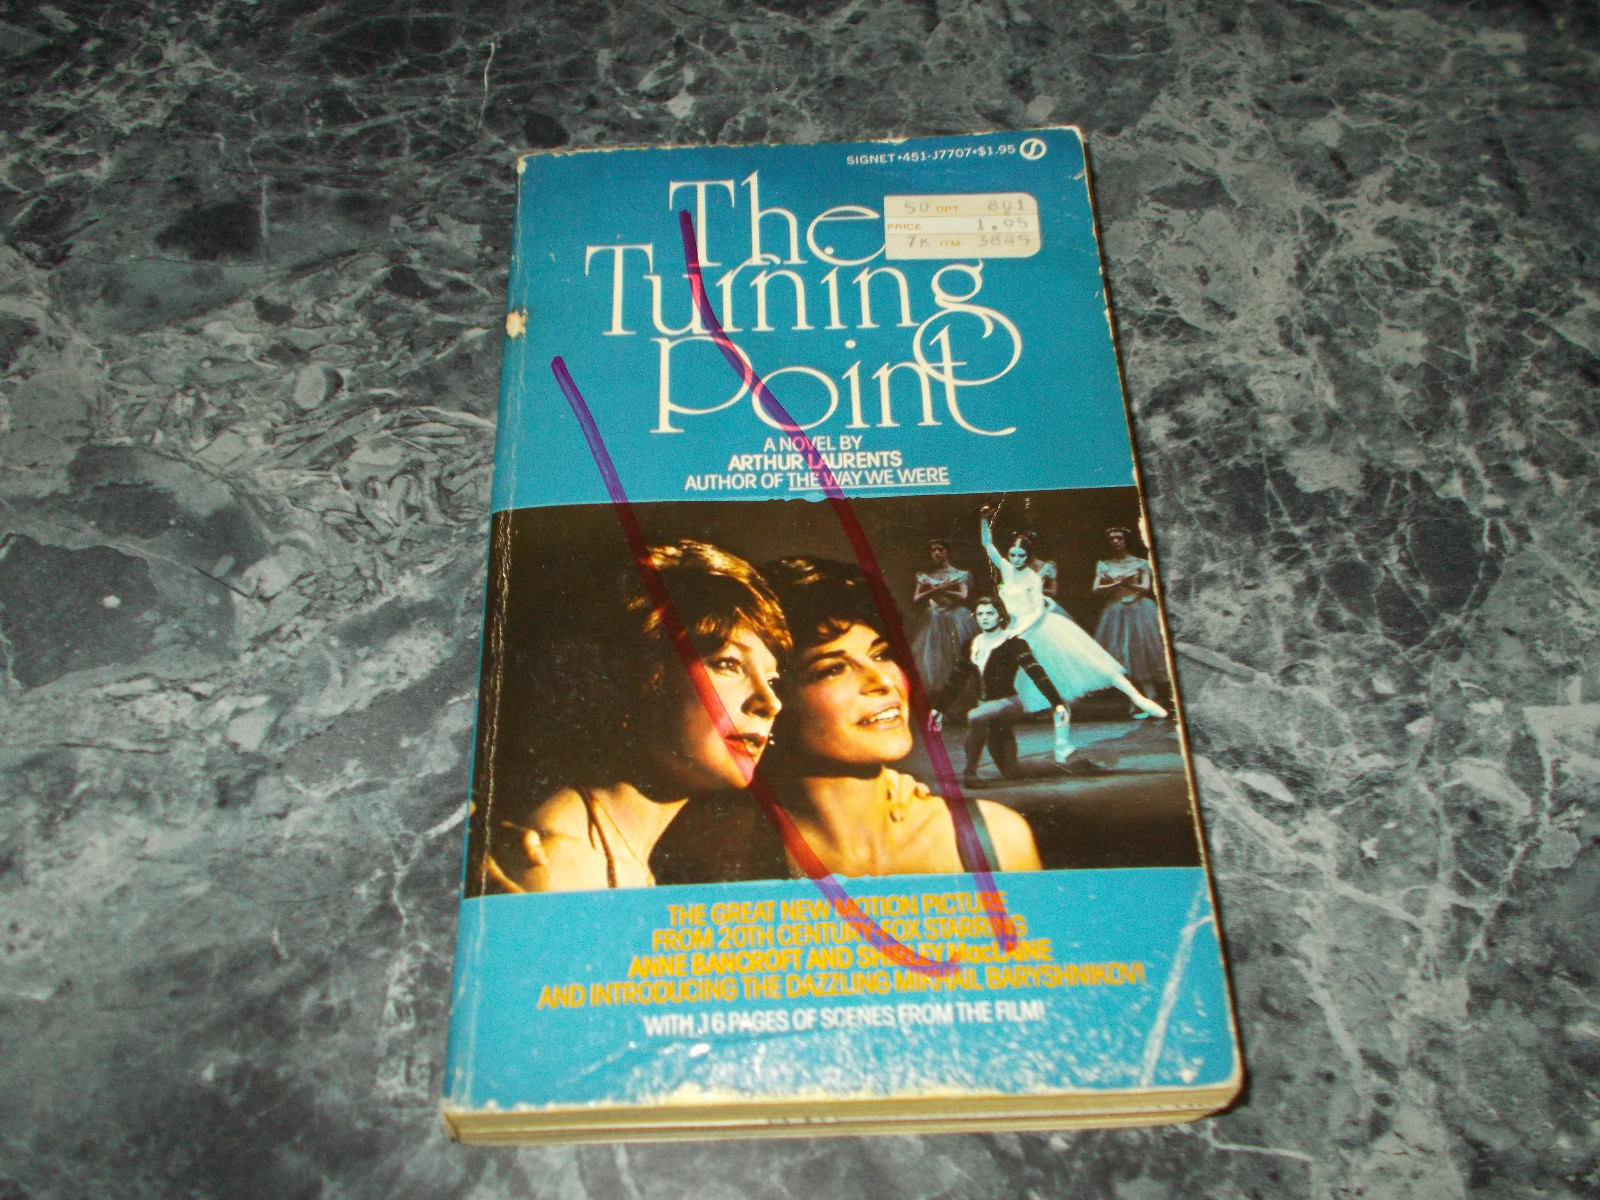 SIGNET•451-J7707•$1.95
50 DPT. 801
PRICE 1.95
7K ITM 3845
The
Turning
Point
A NOVEL BY
ARTHUR LAURENTS
AUTHOR OF THE WAY WE WERE
THE GREAT NEW MOTION PICTURE
FROM 20TH CENTURY-FOX STARRING
ANNE BANCROFT AND SHIRLEY MacLAINE
AND INTRODUCING THE DAZZLING MIKHAIL BARYSHNIKOV!
WITH 16 PAGES OF SCENES FROM THE FILM!